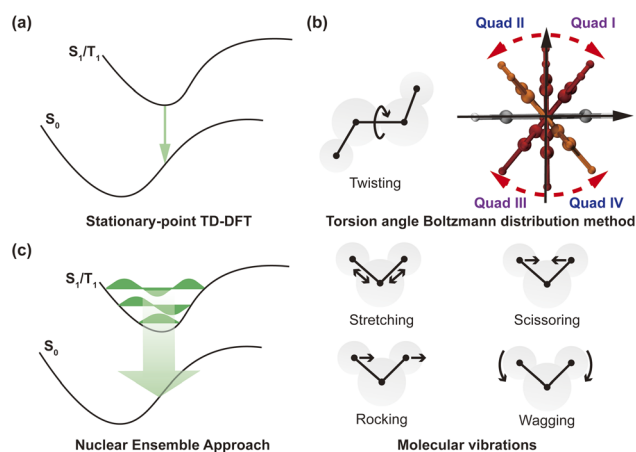 (a)
S1/T1
S0
Stationary-point TD-DFT
(b)
Quad II
Quad I
Twisting
Quad III
Quad IV
Torsion angle Boltzmann distribution method
(c)
S1/T1
S0
Nuclear Ensemble Approach
Stretching
Scissoring
Rocking
Wagging
Molecular vibrations